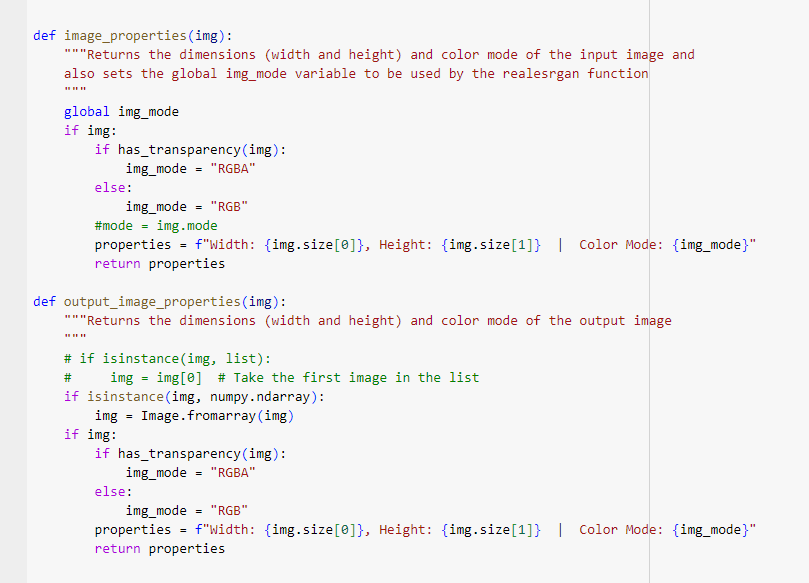 def image_properties(img):
    """Returns the dimensions (width and height) and color mode of the input image and
    also sets the global img_mode variable to be used by the realesrgan function
    """
    global img_mode
    if img:
        if has_transparency(img):
            img_mode = "RGBA"
        else:
            img_mode = "RGB"
        #mode = img.mode
        properties = f"Width: {img.size[0]}, Height: {img.size[1]}  |  Color Mode: {img_mode}"
        return properties

def output_image_properties(img):
    """Returns the dimensions (width and height) and color mode of the output image
    """
    # if isinstance(img, list):
    #     img = img[0]  # Take the first image in the list
    if isinstance(img, numpy.ndarray):
        img = Image.fromarray(img)
    if img:
        if has_transparency(img):
            img_mode = "RGBA"
        else:
            img_mode = "RGB"
        properties = f"Width: {img.size[0]}, Height: {img.size[1]}  |  Color Mode: {img_mode}"
        return properties